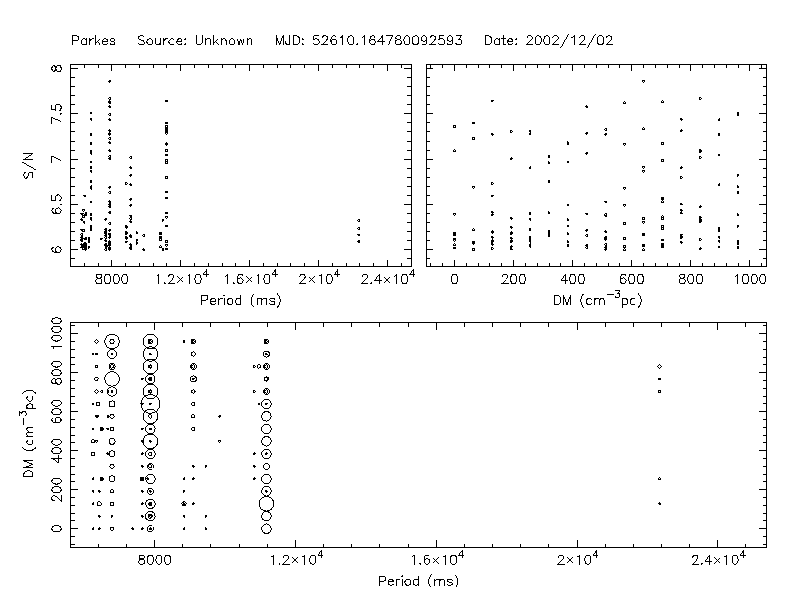 Parkes   Source: Unknown   MJD: 52610.164780092593   Date: 2002/12/02
S/N
8
7.5
7
6.5
6
8000   1.2×10⁴   1.6×10⁴   2×10⁴   2.4×10⁴
Period (ms)
0   200   400   600   800   1000
DM (cm⁻³pc)
DM (cm⁻³pc)
1000
800
600
400
200
0
8000   1.2×10⁴   1.6×10⁴   2×10⁴   2.4×10⁴
Period (ms)